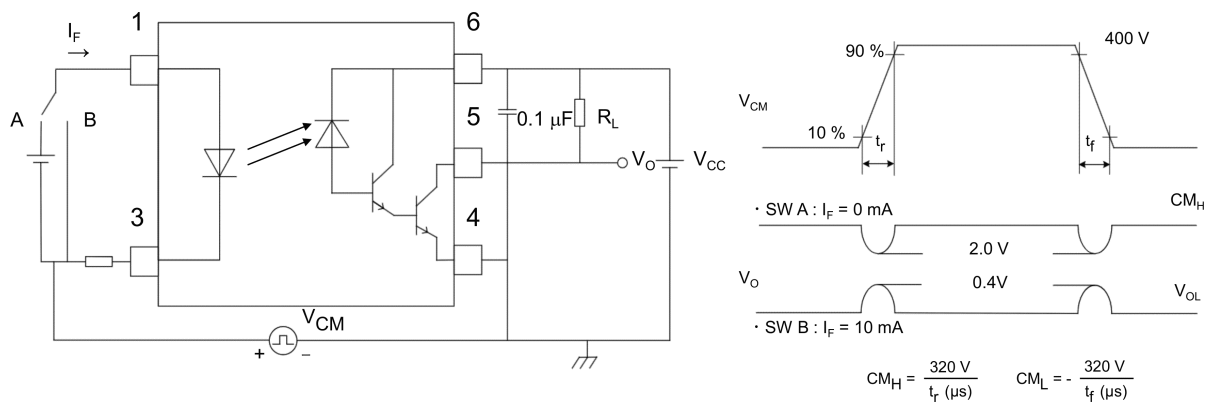 I_F
1
6
A
B
0.1 μF
R_L
5
V_O
V_CC
3
4
V_CM
+
−
V_CM
90 %
10 %
t_r
t_f
400 V
・SW A : I_F = 0 mA
CM_H
2.0 V
V_O
0.4V
V_OL
・SW B : I_F = 10 mA
CM_H = 320 V / t_r (μs)
CM_L = - 320 V / t_f (μs)